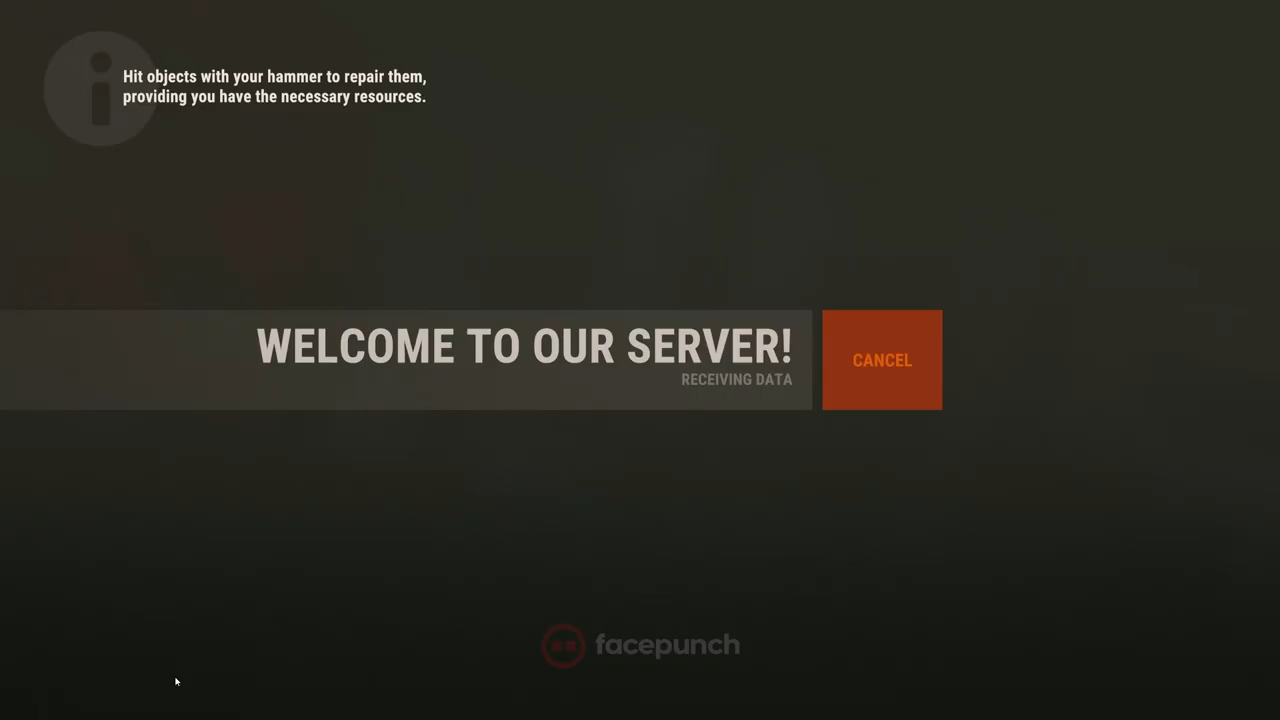 Hit objects with your hammer to repair them,
providing you have the necessary resources.
WELCOME TO OUR SERVER!
RECEIVING DATA
CANCEL
facepunch